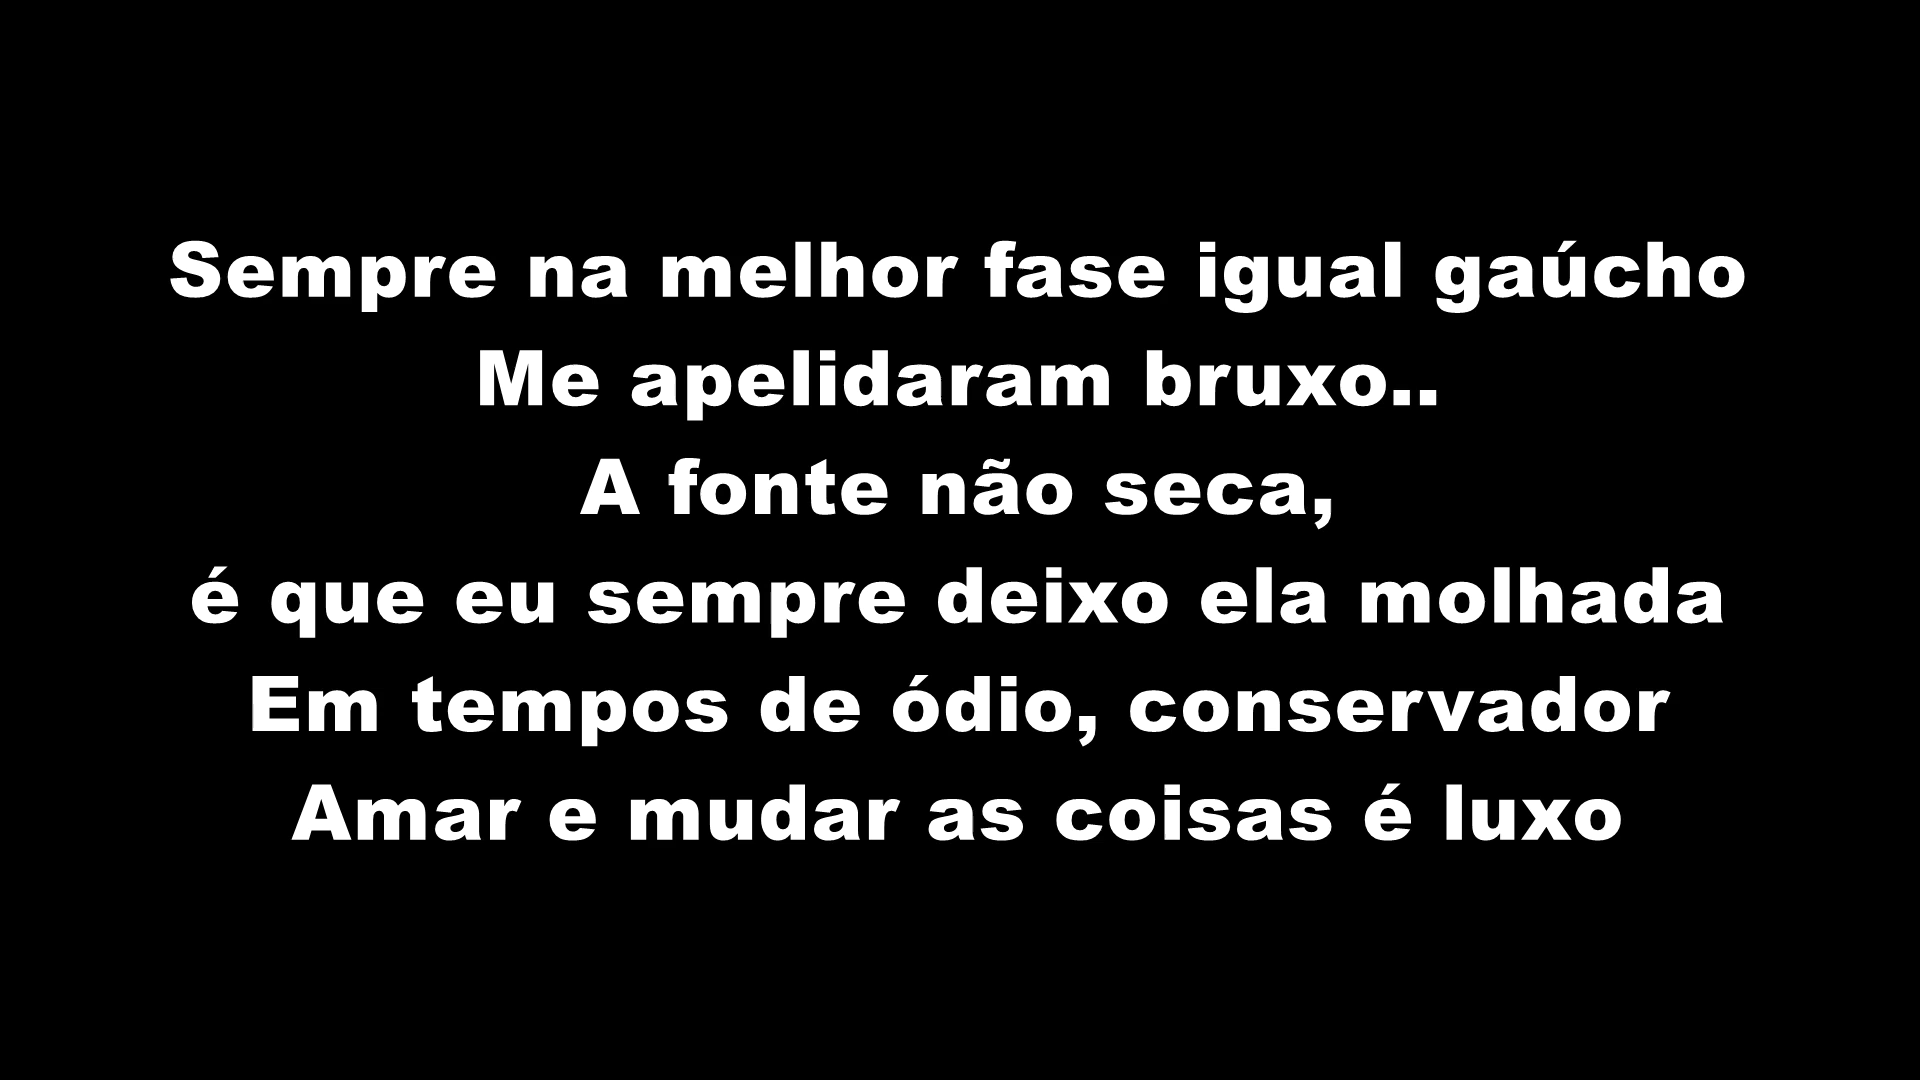 Sempre na melhor fase igual gaúcho
Me apelidaram bruxo..
A fonte não seca,
é que eu sempre deixo ela molhada
Em tempos de ódio, conservador
Amar e mudar as coisas é luxo